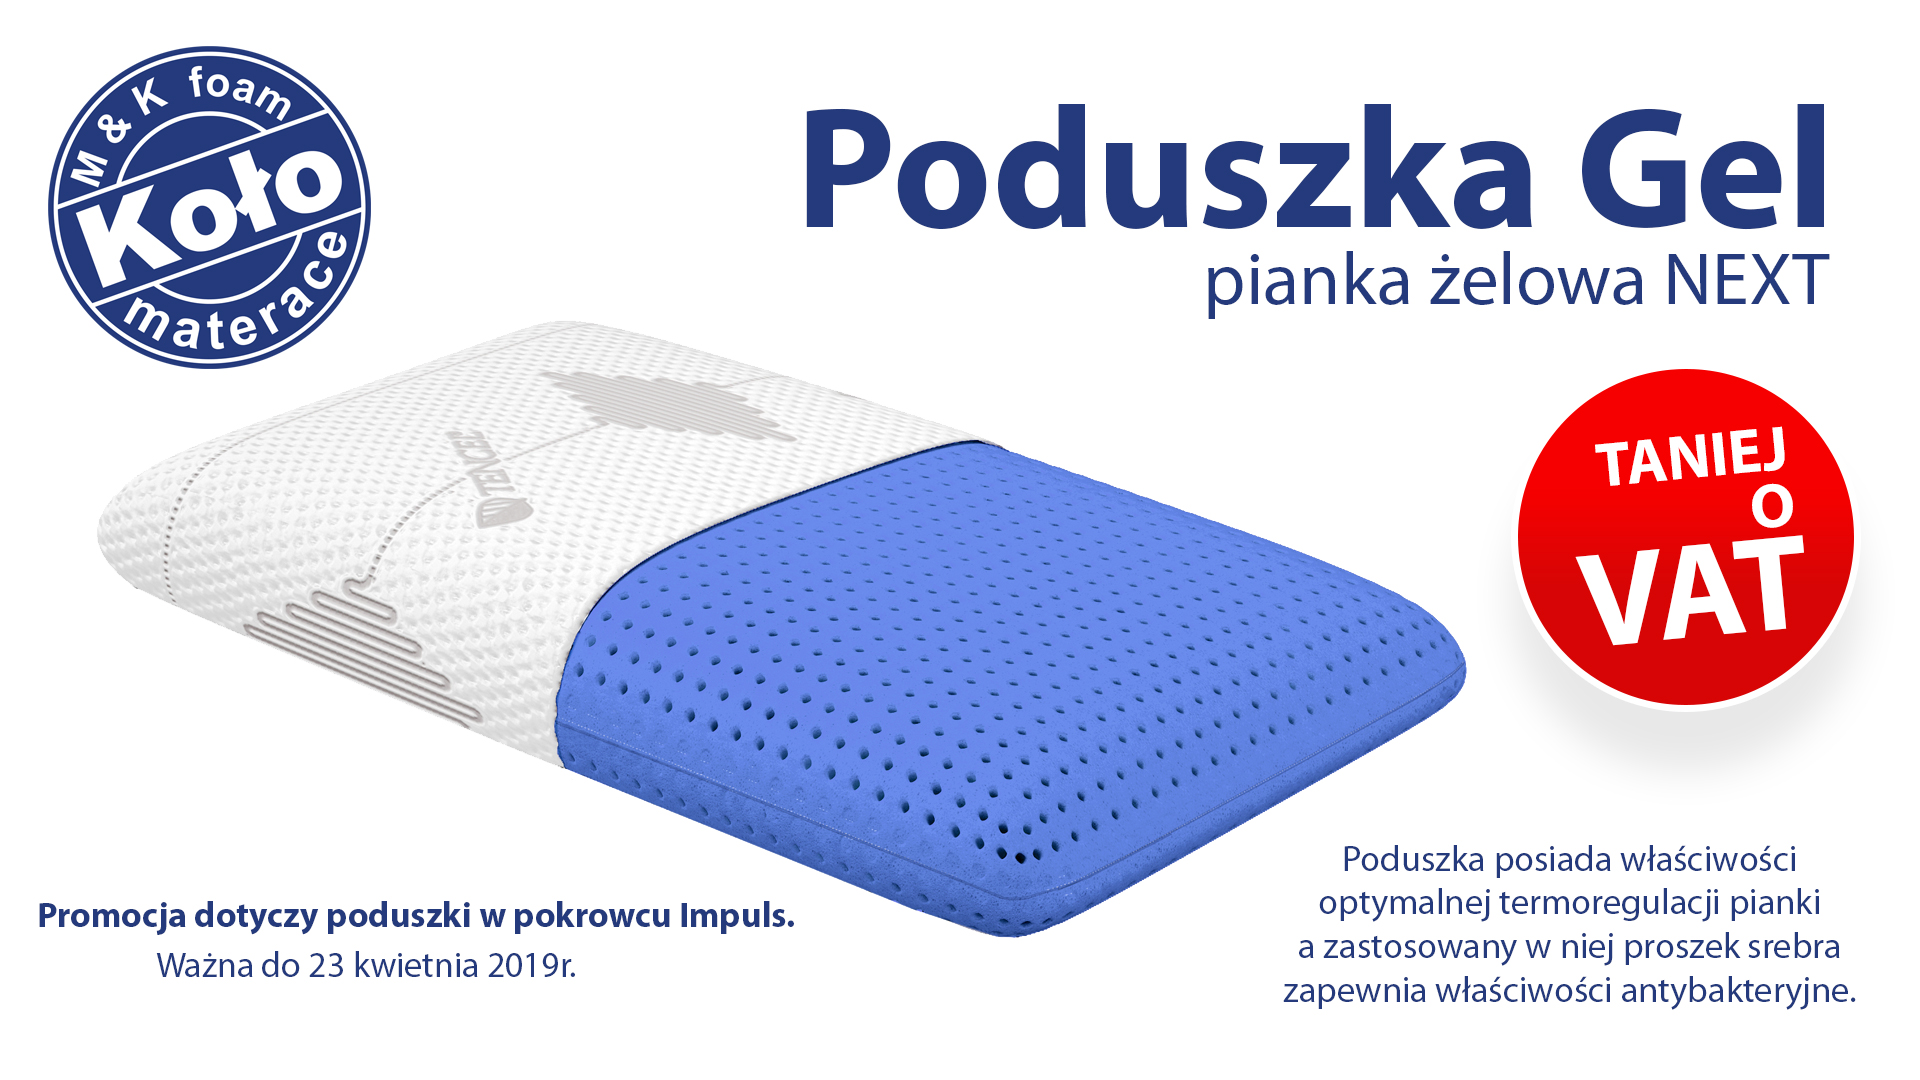 M & K foam
Koło
materace
Poduszka Gel
pianka żelowa NEXT
TENCEL
TANIEJ
O
VAT
Promocja dotyczy poduszki w pokrowcu Impuls.
Ważna do 23 kwietnia 2019r.
Poduszka posiada właściwości
optymalnej termoregulacji pianki
a zastosowany w niej proszek srebra
zapewnia właściwości antybakteryjne.